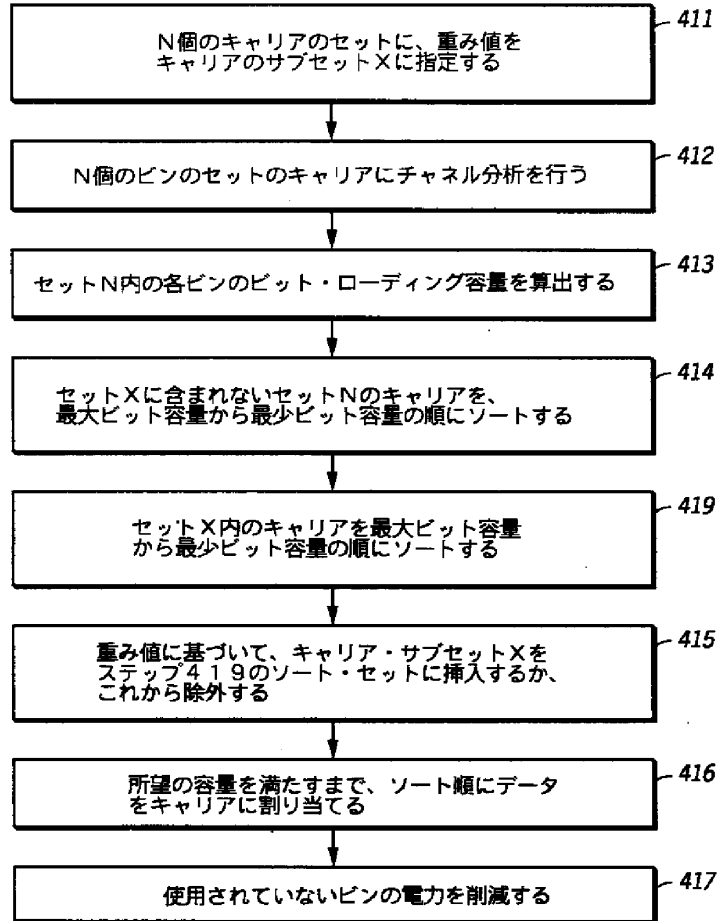 N個のキャリアのセットに、重み値を
キャリアのサブセットXに指定する
411
N個のビンのセットのキャリアにチャネル分析を行う
412
セットN内の各ビンのビット・ローディング容量を算出する
413
セットXに含まれないセットNのキャリアを、
最大ビット容量から最少ビット容量の順にソートする
414
セットX内のキャリアを最大ビット容量
から最少ビット容量の順にソートする
419
重み値に基づいて、キャリア・サブセットXを
ステップ419のソート・セットに挿入するか、
これから除外する
415
所望の容量を満たすまで、ソート順にデータ
をキャリアに割り当てる
416
使用されていないビンの電力を削減する
417